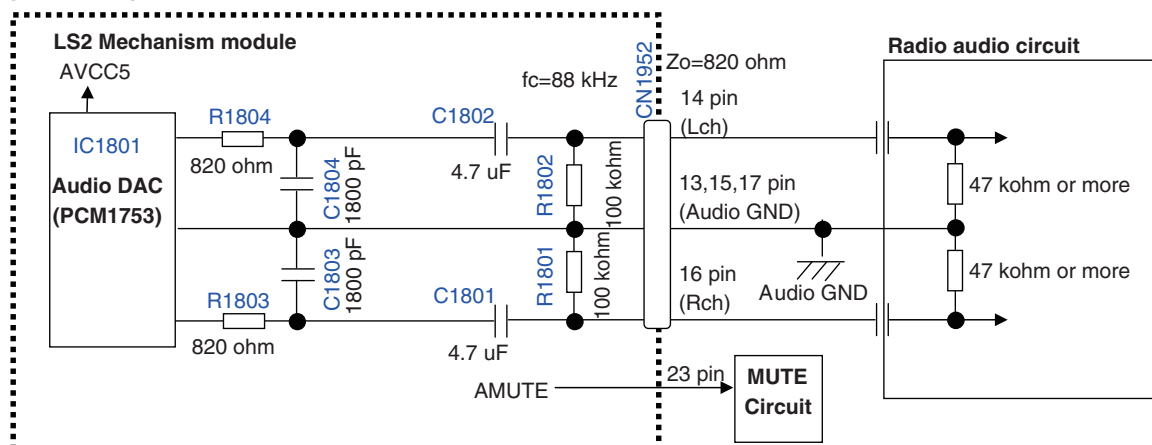 LS2 Mechanism module
AVCC5
IC1801
Audio DAC
(PCM1753)
R1804
820 ohm
C1804
1800 pF
C1802
4.7 uF
fc=88 kHz
R1802
100 kohm
CN1952
Zo=820 ohm
14 pin
(Lch)
Radio audio circuit
47 kohm or more
13,15,17 pin
(Audio GND)
C1803
1800 pF
R1803
820 ohm
C1801
4.7 uF
R1801
100 kohm
16 pin
(Rch)
Audio GND
47 kohm or more
AMUTE
23 pin
MUTE
Circuit